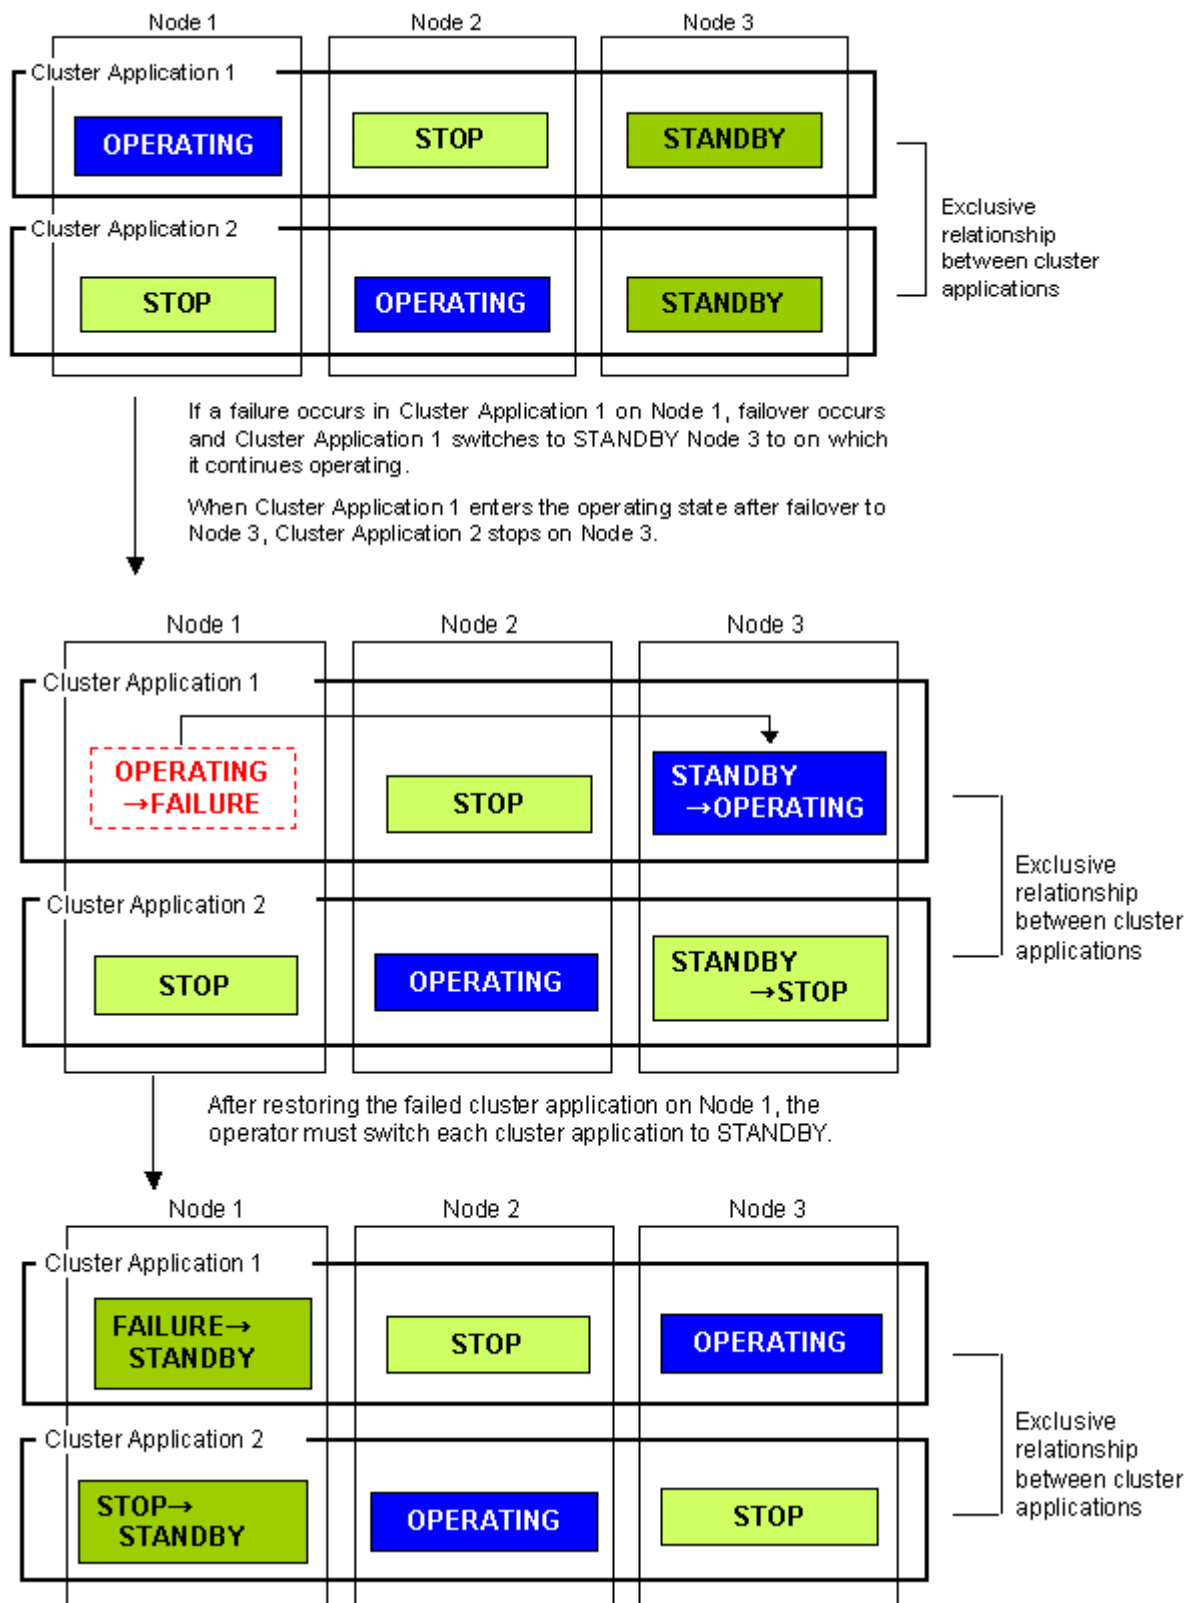 Node 1
Node 2
Node 3
Cluster Application 1
OPERATING
STOP
STANDBY
Cluster Application 2
STOP
OPERATING
STANDBY
Exclusive
relationship
between cluster
applications
If a failure occurs in Cluster Application 1 on Node 1, failover occurs
and Cluster Application 1 switches to STANDBY Node 3 to on which
it continues operating.
When Cluster Application 1 enters the operating state after failover to
Node 3, Cluster Application 2 stops on Node 3.
Node 1
Node 2
Node 3
Cluster Application 1
OPERATING
→FAILURE
STOP
STANDBY
→OPERATING
Cluster Application 2
STOP
OPERATING
STANDBY
→STOP
Exclusive
relationship
between cluster
applications
After restoring the failed cluster application on Node 1, the
operator must switch each cluster application to STANDBY.
Node 1
Node 2
Node 3
Cluster Application 1
FAILURE→
STANDBY
STOP
OPERATING
Cluster Application 2
STOP→
STANDBY
OPERATING
STOP
Exclusive
relationship
between cluster
applications